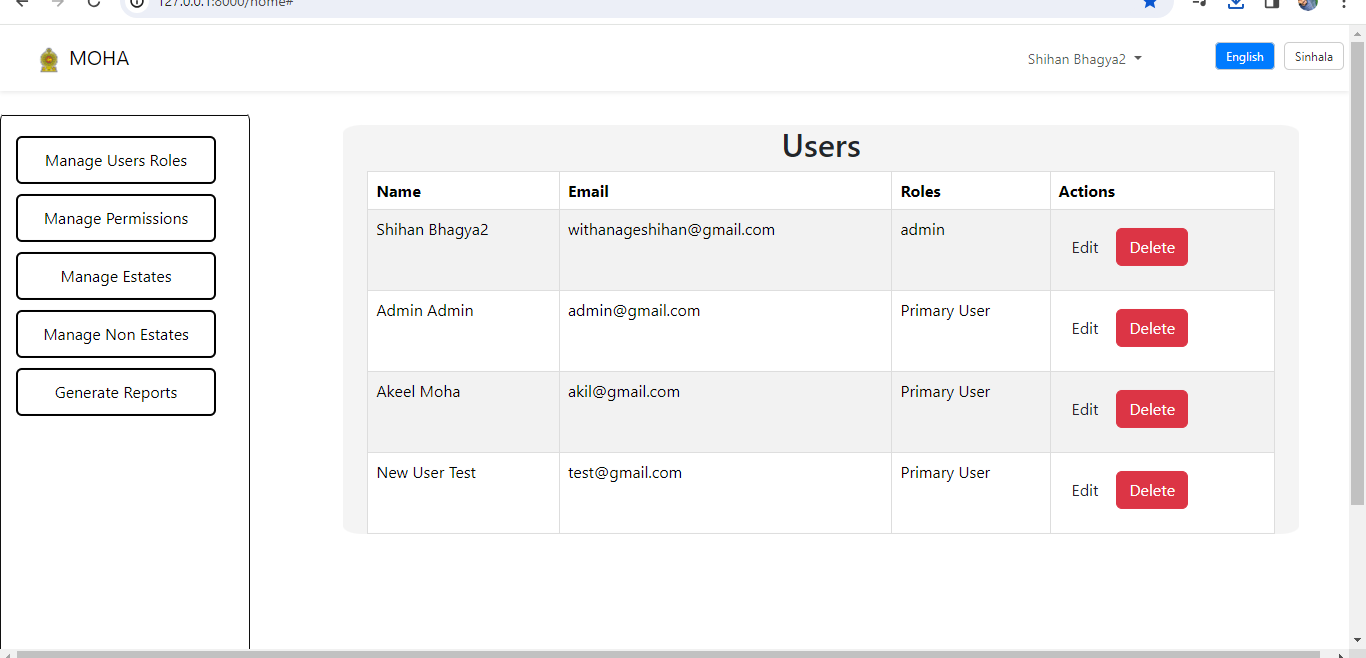 127.0.0.1:8000/home#
MOHA
Shihan Bhagya2
English
Sinhala
Manage Users Roles
Manage Permissions
Manage Estates
Manage Non Estates
Generate Reports
Users
Name Email Roles Actions
Shihan Bhagya2 withanageshihan@gmail.com admin Edit Delete
Admin Admin admin@gmail.com Primary User Edit Delete
Akeel Moha akil@gmail.com Primary User Edit Delete
New User Test test@gmail.com Primary User Edit Delete